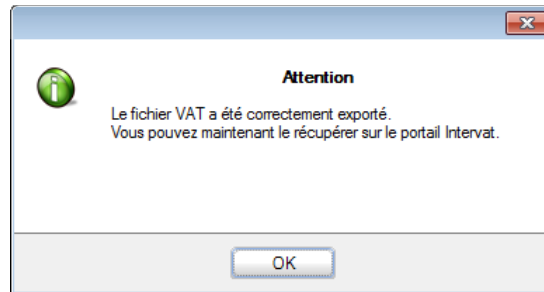 Attention
Le fichier VAT a été correctement exporté.
Vous pouvez maintenant le récupérer sur le portail Intervat.
OK